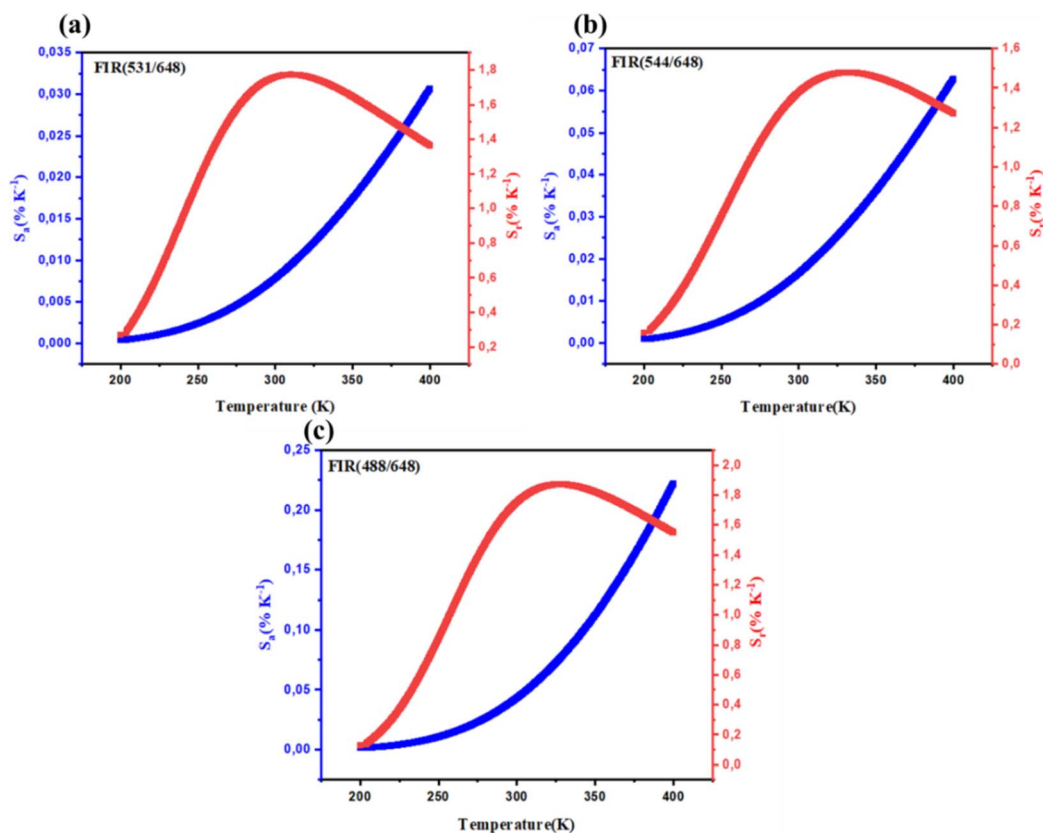 (a)
FIR(531/648)
0,035
0,030
0,025
0,020
0,015
0,010
0,005
0,000
Sa(% K-1)
1,8
1,6
1,4
1,2
1,0
0,8
0,6
0,4
0,2
Sr(% K-1)
200 250 300 350 400
Temperature (K)
(b)
FIR(544/648)
0,07
0,06
0,05
0,04
0,03
0,02
0,01
0,00
Sa(% K-1)
1,6
1,4
1,2
1,0
0,8
0,6
0,4
0,2
0,0
Sr(% K-1)
200 250 300 350 400
Temperature(K)
(c)
FIR(488/648)
0,25
0,20
0,15
0,10
0,05
0,00
Sa(% K-1)
2,0
1,8
1,6
1,4
1,2
1,0
0,8
0,6
0,4
0,2
0,0
Sr(% K-1)
200 250 300 350 400
Temperature(K)